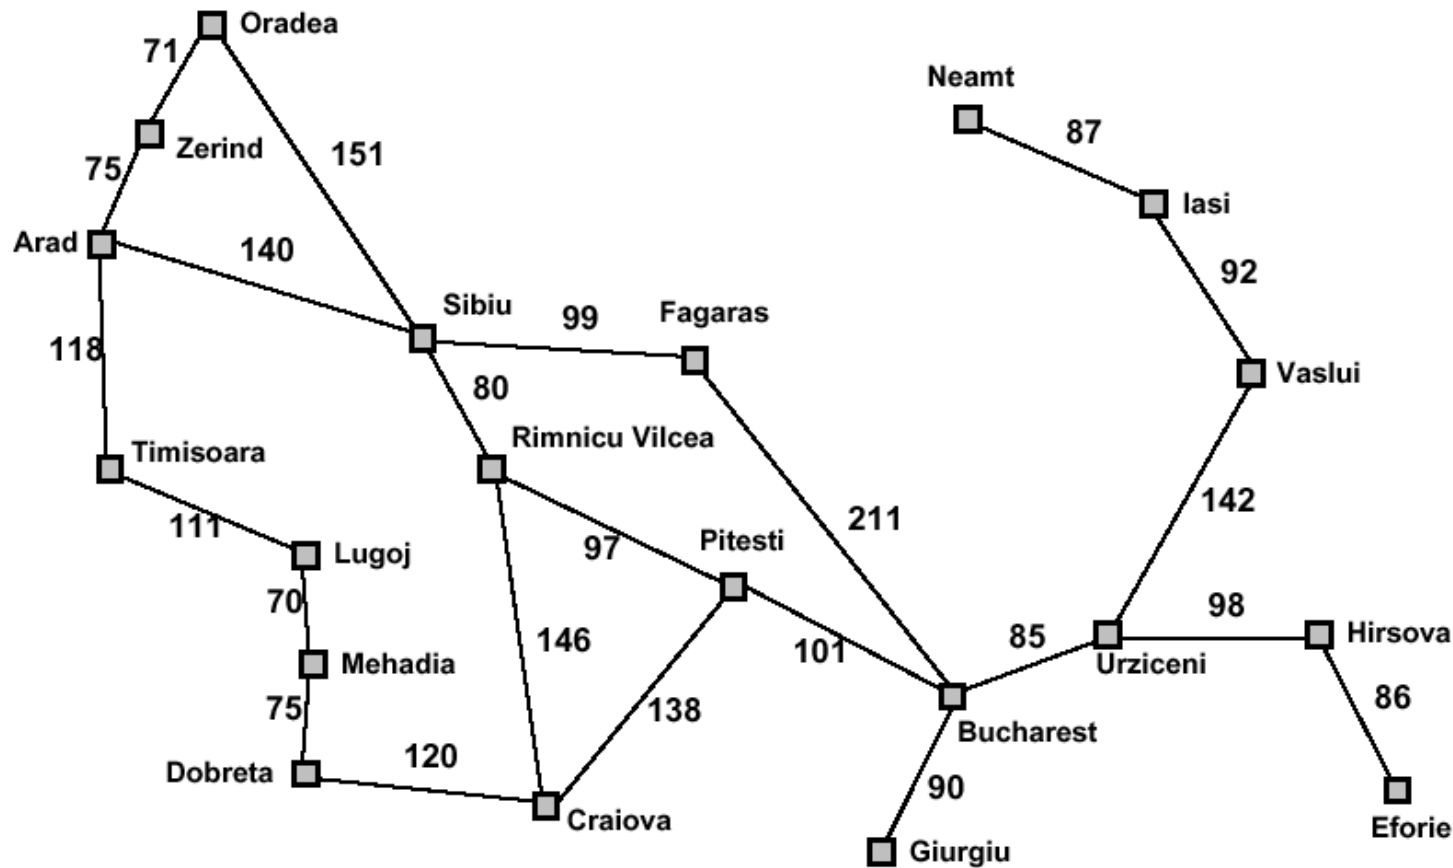 Oradea
71
Neamt
87
Zerind
151
75
Iasi
Arad
140
92
Sibiu
99
Fagaras
118
Vaslui
80
Rimnicu Vilcea
Timisoara
142
211
111
97
Pitesti
Lugoj
70
98
146
85
Hirsova
101
Mehadia
Urziceni
75
138
86
Bucharest
120
Dobreta
90
Craiova
Eforie
Giurgiu